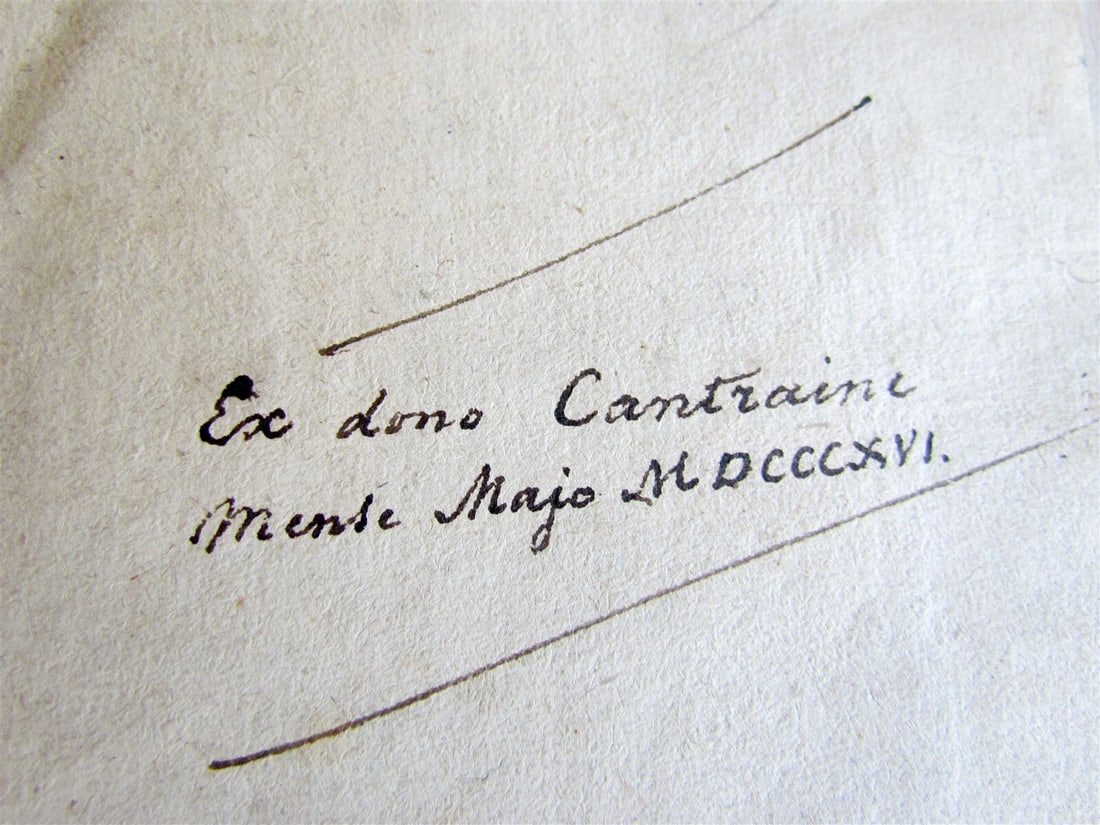 Ex dono Cantraine
Mense Majo MDCCCXVI.